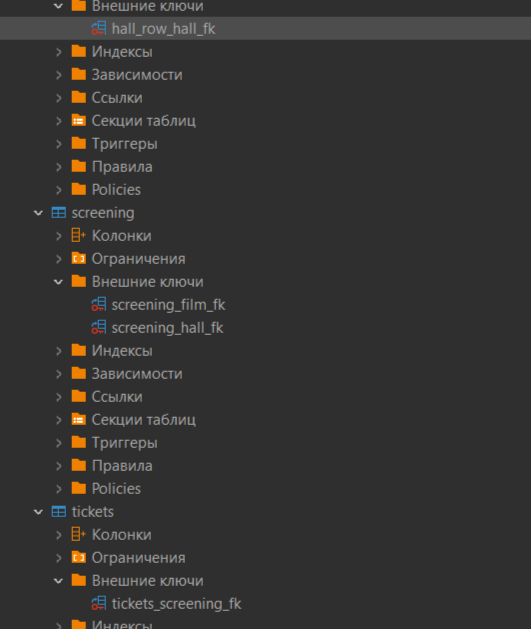 Внешние ключи
hall_row_hall_fk
Индексы
Зависимости
Ссылки
Секции таблиц
Триггеры
Правила
Policies
screening
Колонки
Ограничения
Внешние ключи
screening_film_fk
screening_hall_fk
Индексы
Зависимости
Ссылки
Секции таблиц
Триггеры
Правила
Policies
tickets
Колонки
Ограничения
Внешние ключи
tickets_screening_fk
Индексы